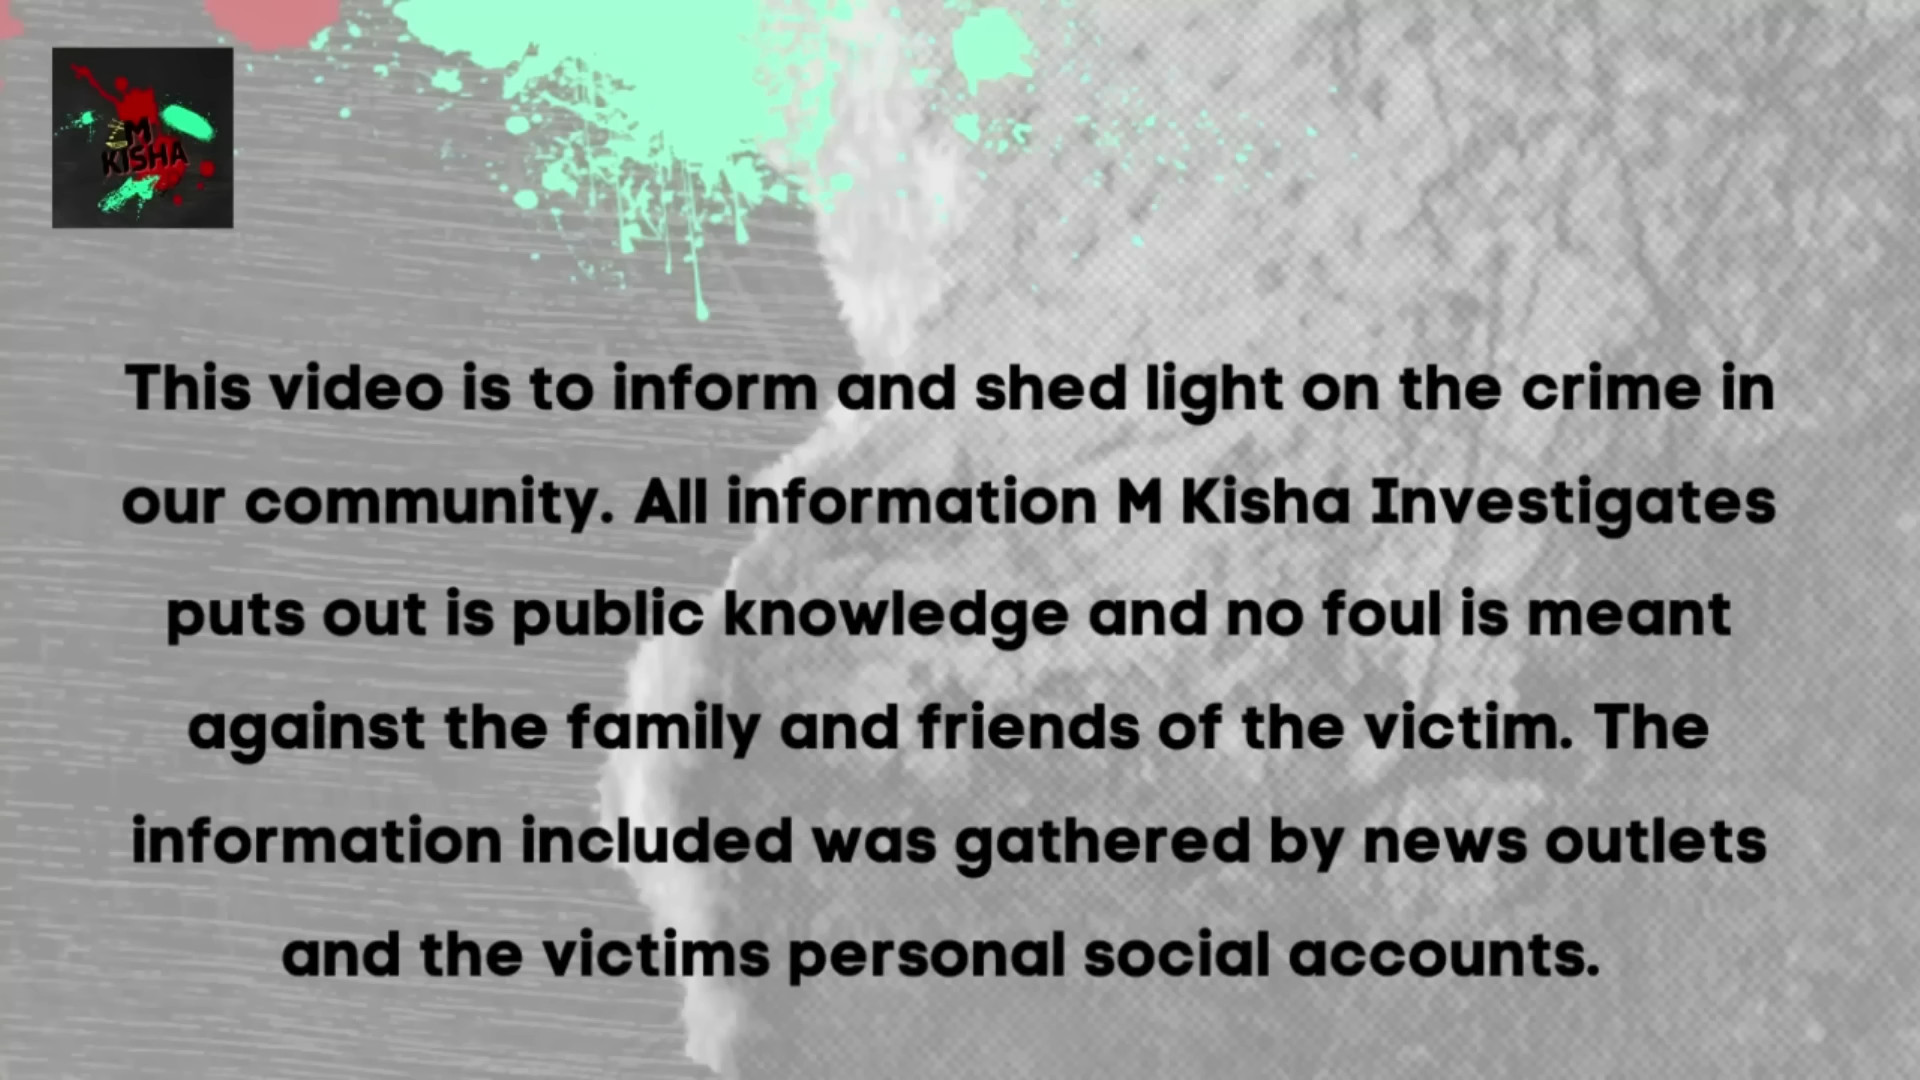 M
KISHA
This video is to inform and shed light on the crime in
our community. All information M Kisha Investigates
puts out is public knowledge and no foul is meant
against the family and friends of the victim. The
information included was gathered by news outlets
and the victims personal social accounts.